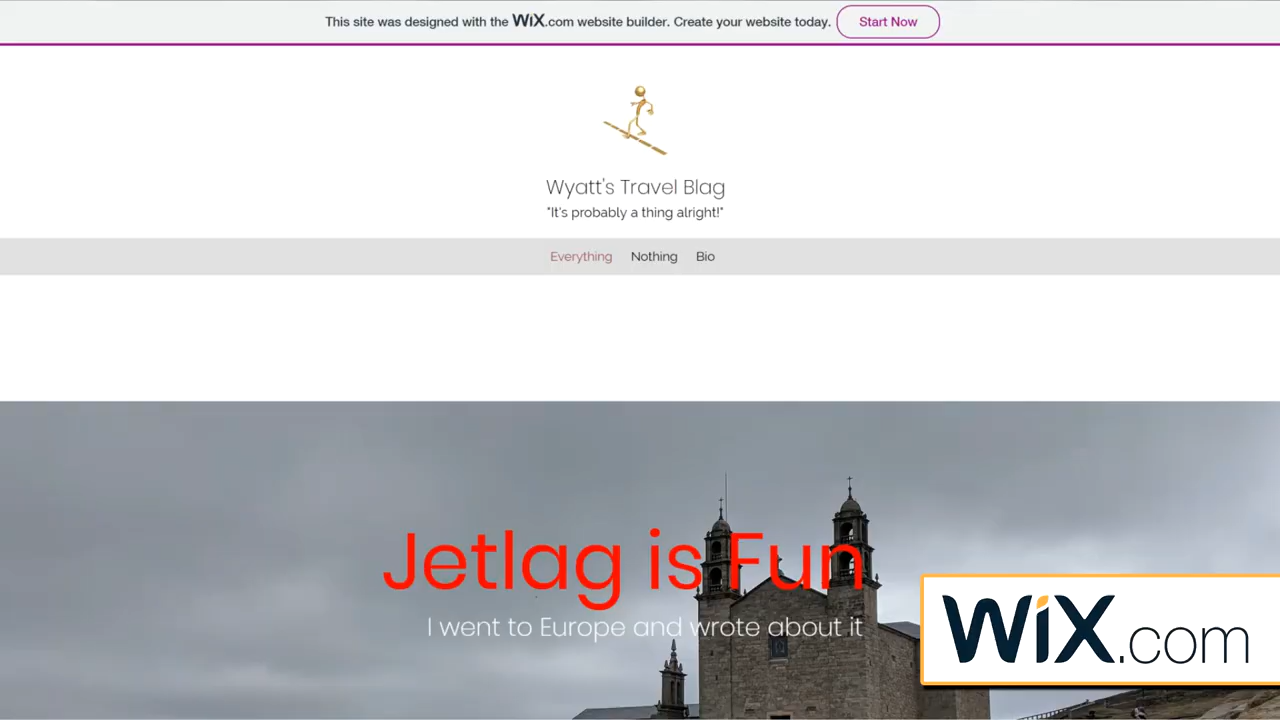 This site was designed with the WiX.com website builder. Create your website today. Start Now
Wyatt's Travel Blag
"It's probably a thing alright!"
Everything Nothing Bio
Jetlag is Fun
I went to Europe and wrote about it
WiX.com